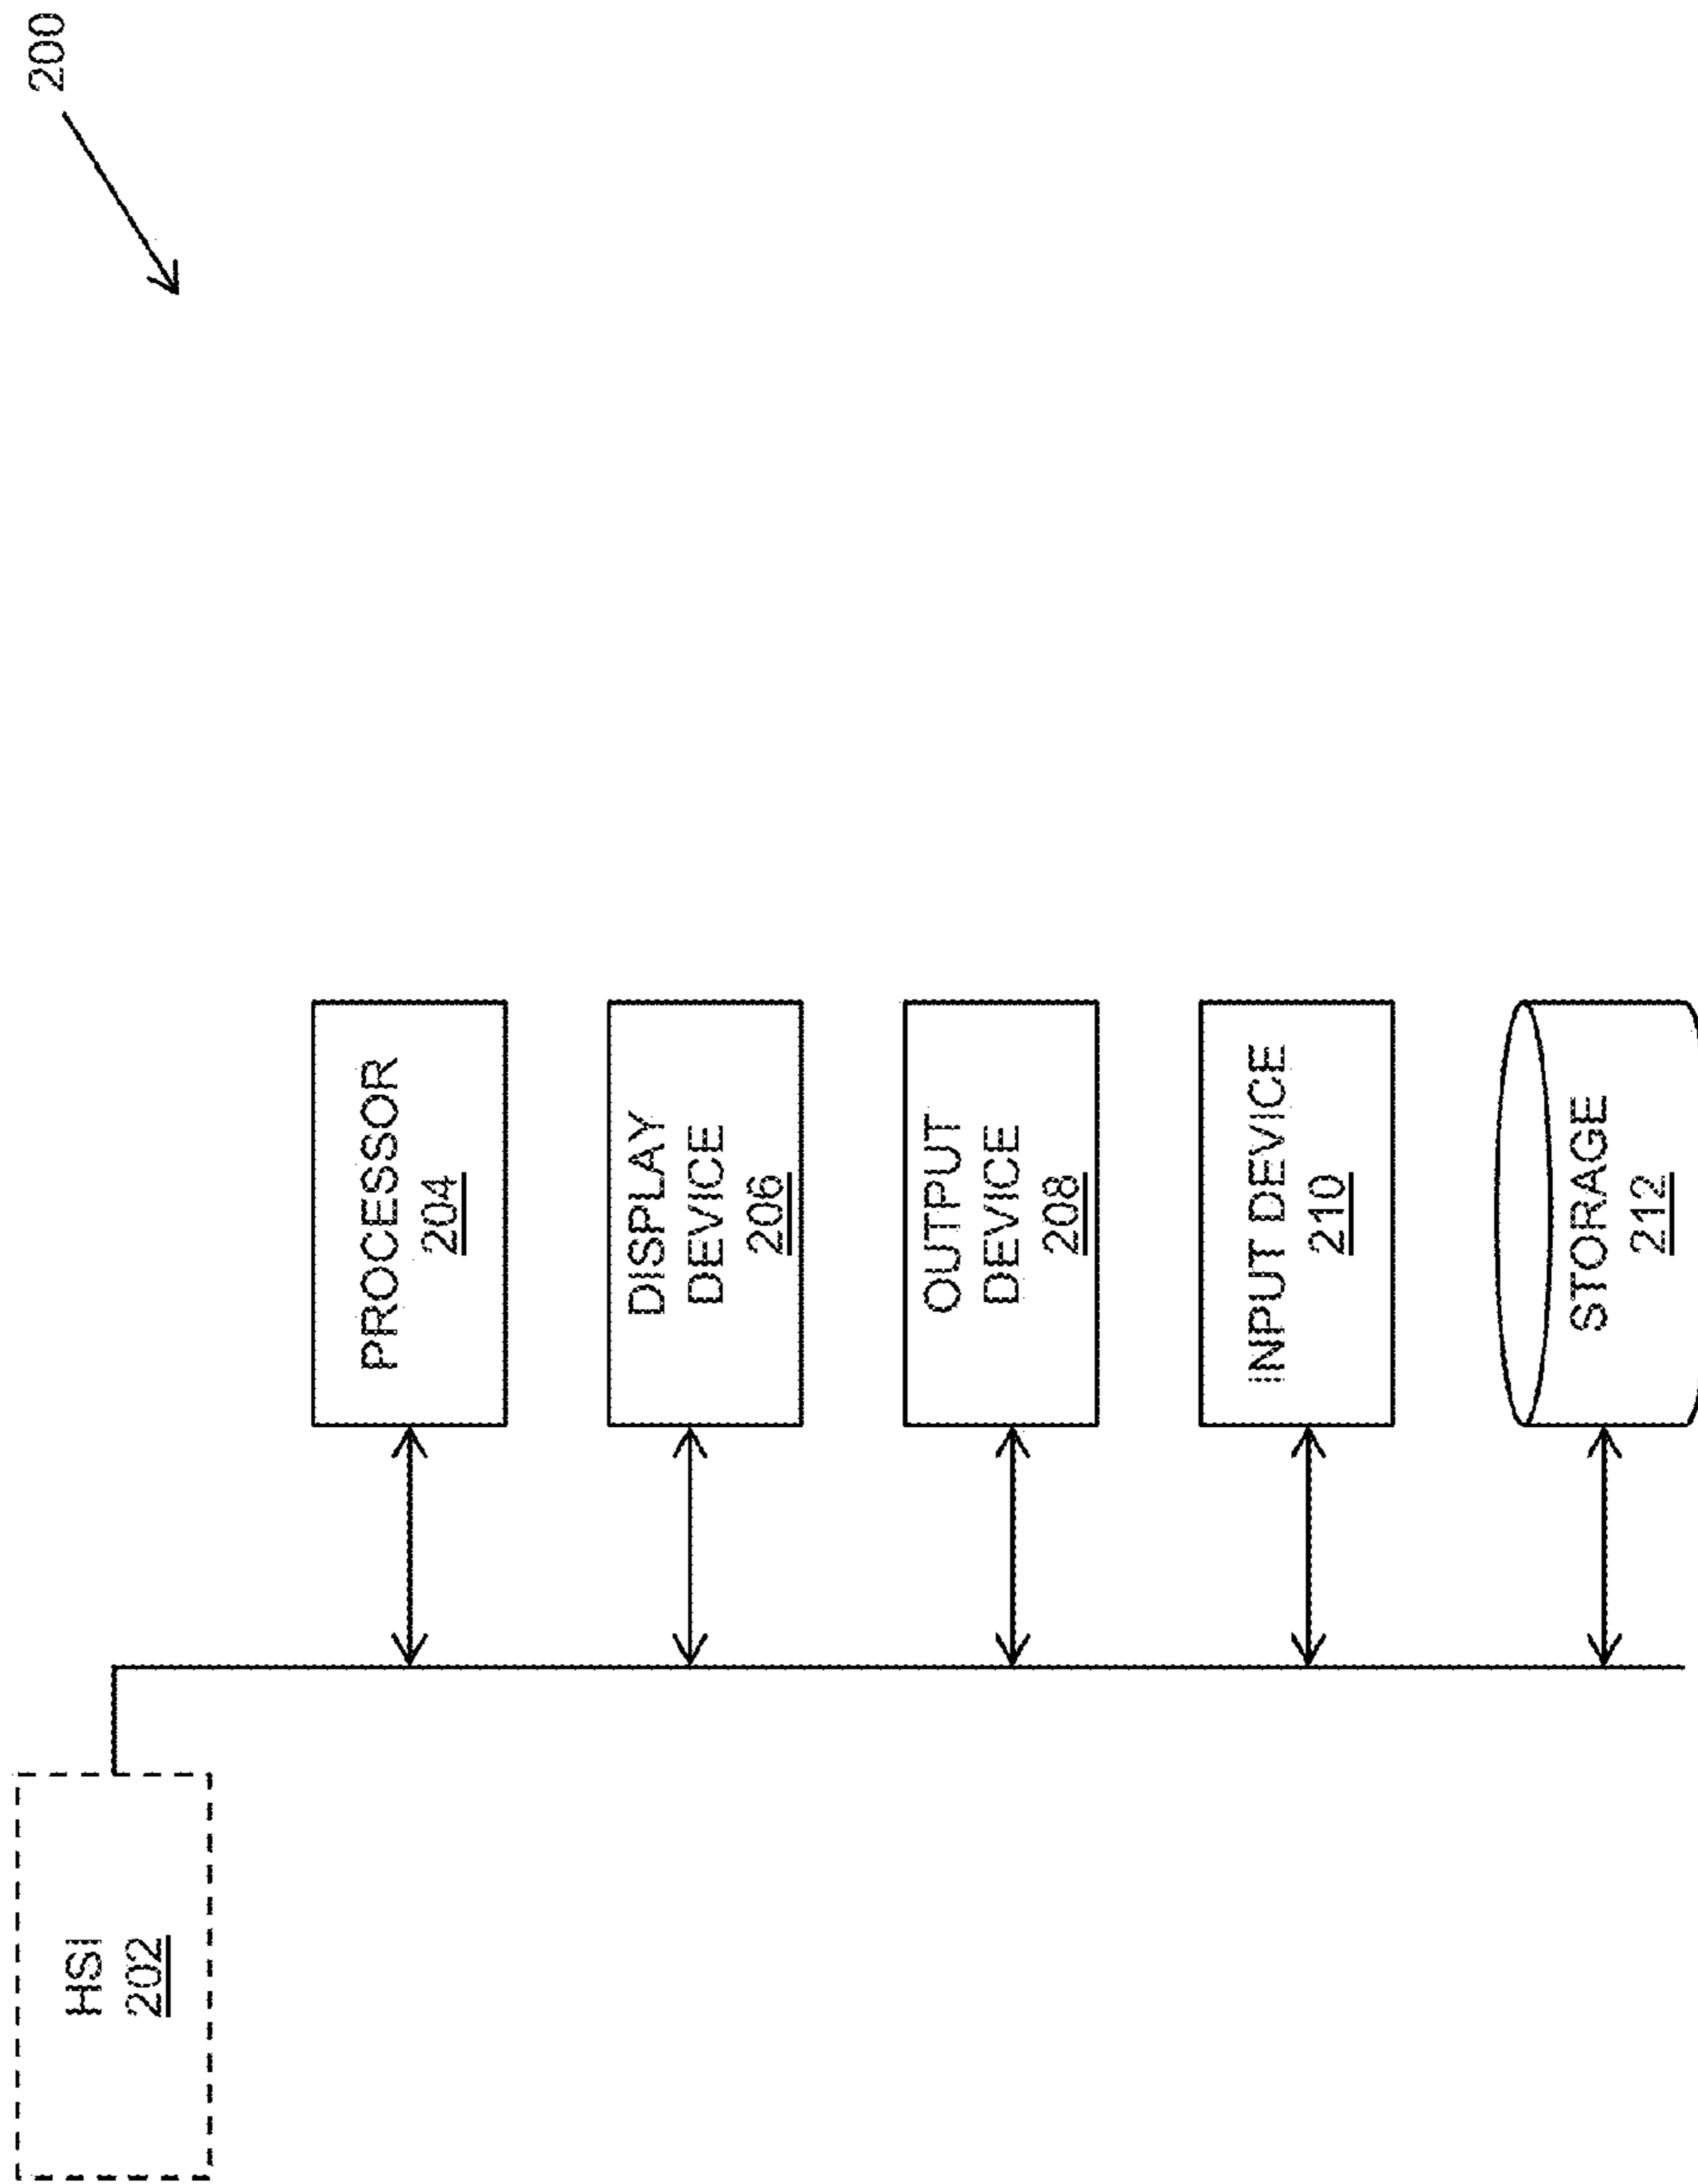 200
HSI
202
PROCESSOR
204
DISPLAY
DEVICE
206
OUTPUT
DEVICE
208
INPUT DEVICE
210
STORAGE
212